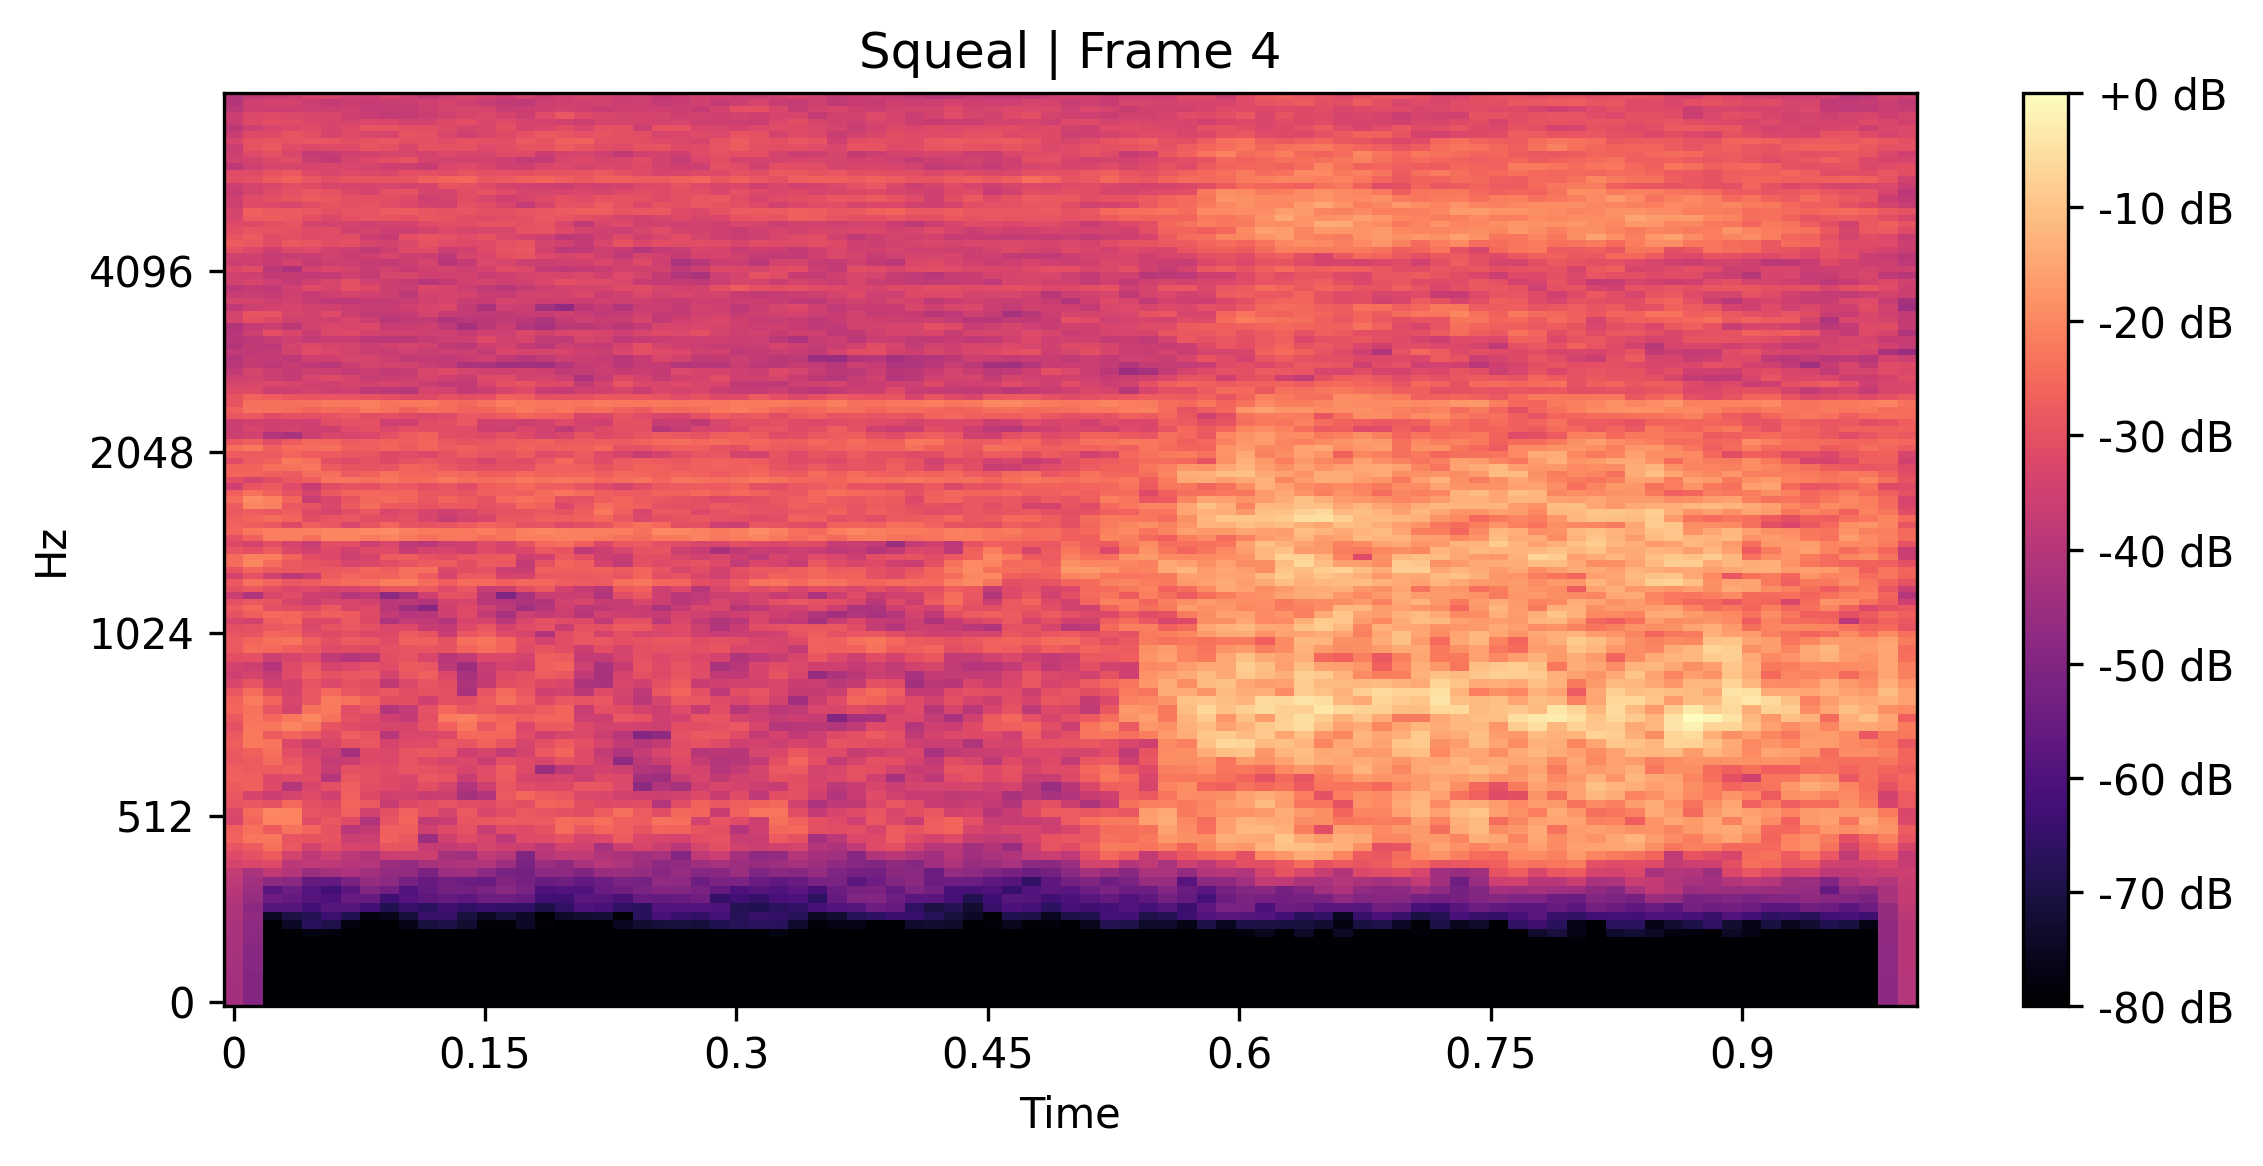 Squeal | Frame 4
Hz
4096
2048
1024
512
0
0 0.15 0.3 0.45 0.6 0.75 0.9
Time
+0 dB
-10 dB
-20 dB
-30 dB
-40 dB
-50 dB
-60 dB
-70 dB
-80 dB